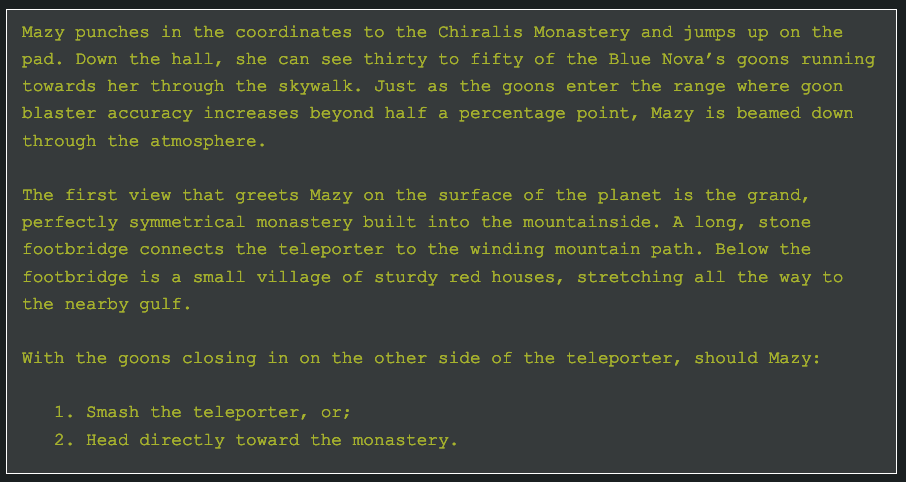 Mazy punches in the coordinates to the Chiralis Monastery and jumps up on the
pad. Down the hall, she can see thirty to fifty of the Blue Nova’s goons running
towards her through the skywalk. Just as the goons enter the range where goon
blaster accuracy increases beyond half a percentage point, Mazy is beamed down
through the atmosphere.
The first view that greets Mazy on the surface of the planet is the grand,
perfectly symmetrical monastery built into the mountainside. A long, stone
footbridge connects the teleporter to the winding mountain path. Below the
footbridge is a small village of sturdy red houses, stretching all the way to
the nearby gulf.
With the goons closing in on the other side of the teleporter, should Mazy:
1. Smash the teleporter, or;
2. Head directly toward the monastery.